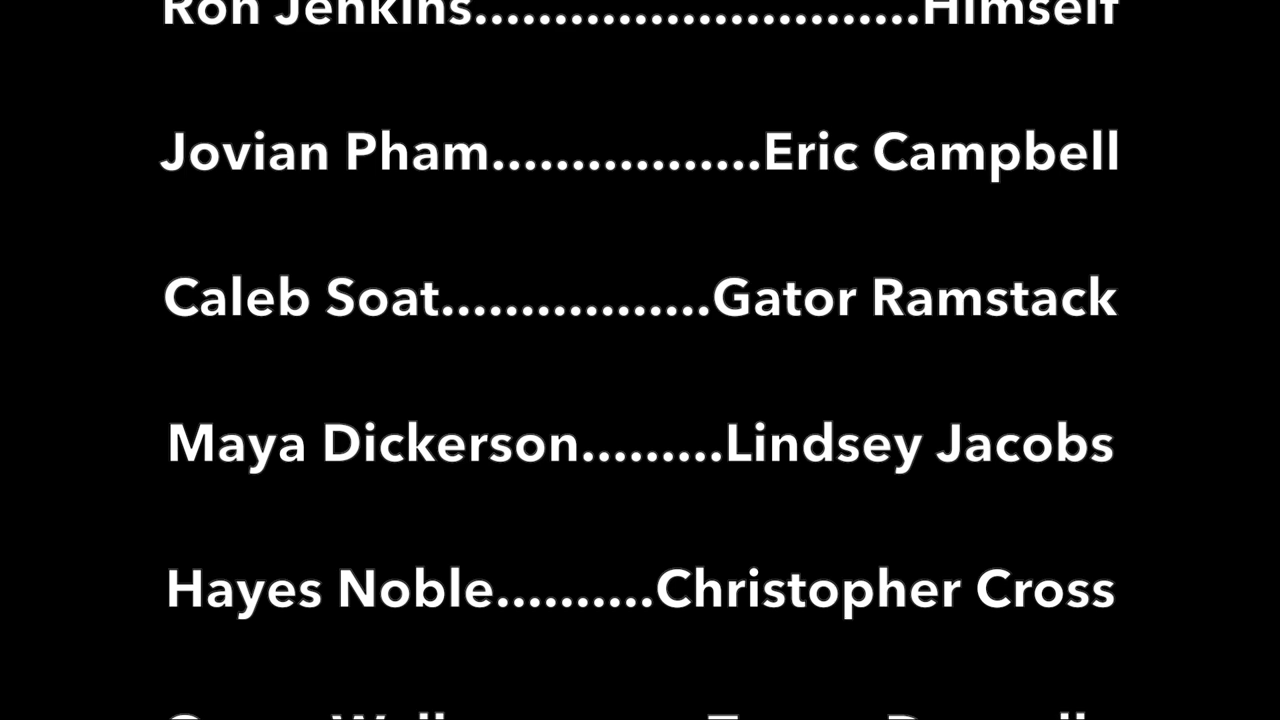 Ron Jenkins............................Himself
Jovian Pham.................Eric Campbell
Caleb Soat.................Gator Ramstack
Maya Dickerson.........Lindsey Jacobs
Hayes Noble..........Christopher Cross